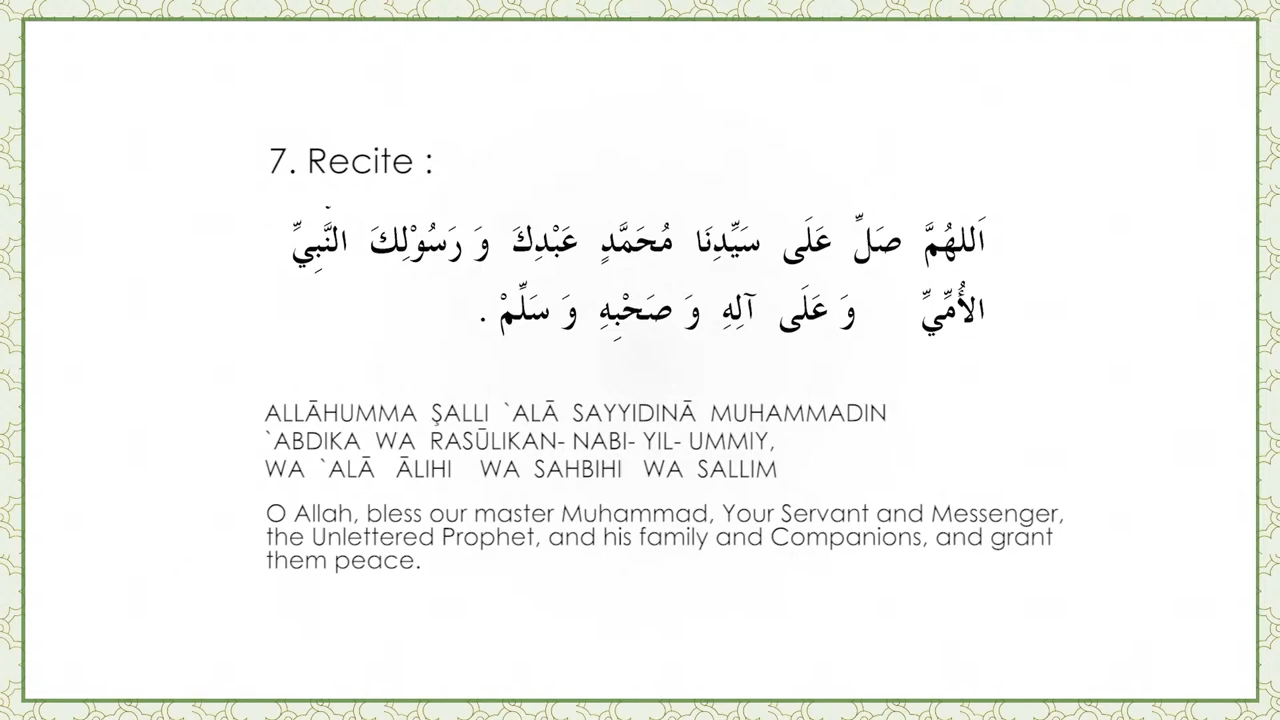 7. Recite :
اَللهُمَّ صَلِّ عَلَى سَيِّدِنَا مُحَمَّدٍ عَبْدِكَ وَ رَسُوْلِكَ النَّبِيِّ
الأُمِّيِّ وَ عَلَى آلِهِ وَ صَحْبِهِ وَ سَلِّمْ .
ALLĀHUMMA ŞALLI `ALĀ SAYYIDINĀ MUHAMMADIN
`ABDIKA WA RASŪLIKAN- NABI- YIL- UMMIY,
WA `ALĀ ĀLIHI WA SAHBIHI WA SALLIM
O Allah, bless our master Muhammad, Your Servant and Messenger,
the Unlettered Prophet, and his family and Companions, and grant
them peace.